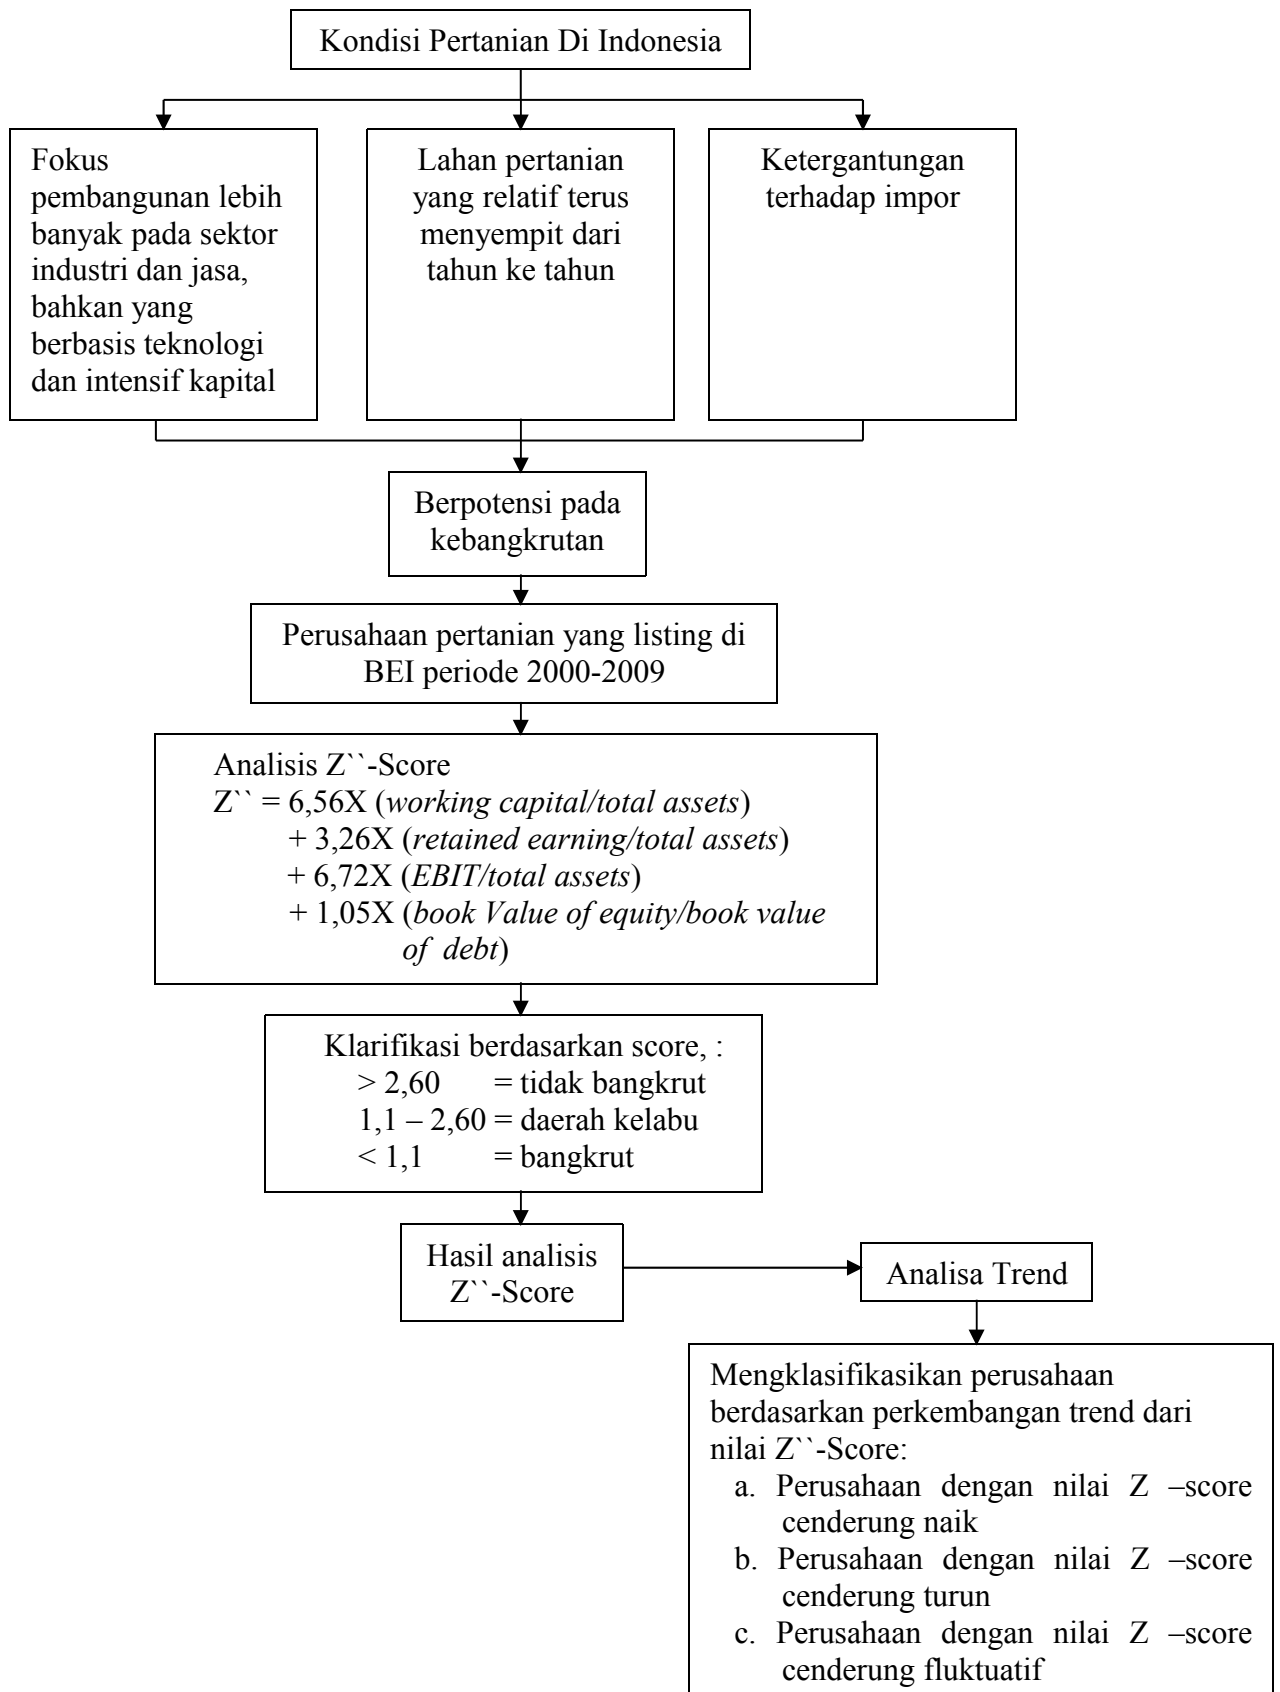 Kondisi Pertanian Di Indonesia
Fokus
pembangunan lebih
banyak pada sektor
industri dan jasa,
bahkan yang
berbasis teknologi
dan intensif kapital
Lahan pertanian
yang relatif terus
menyempit dari
tahun ke tahun
Ketergantungan
terhadap impor
Berpotensi pada
kebangkrutan
Perusahaan pertanian yang listing di
BEI periode 2000-2009
Analisis Z``-Score
Z`` = 6,56X (working capital/total assets)
+ 3,26X (retained earning/total assets)
+ 6,72X (EBIT/total assets)
+ 1,05X (book Value of equity/book value
of debt)
Klarifikasi berdasarkan score, :
> 2,60 = tidak bangkrut
1,1 – 2,60 = daerah kelabu
< 1,1 = bangkrut
Hasil analisis
Z``-Score
Analisa Trend
Mengklasifikasikan perusahaan
berdasarkan perkembangan trend dari
nilai Z``-Score:
a. Perusahaan dengan nilai Z –score
cenderung naik
b. Perusahaan dengan nilai Z –score
cenderung turun
c. Perusahaan dengan nilai Z –score
cenderung fluktuatif